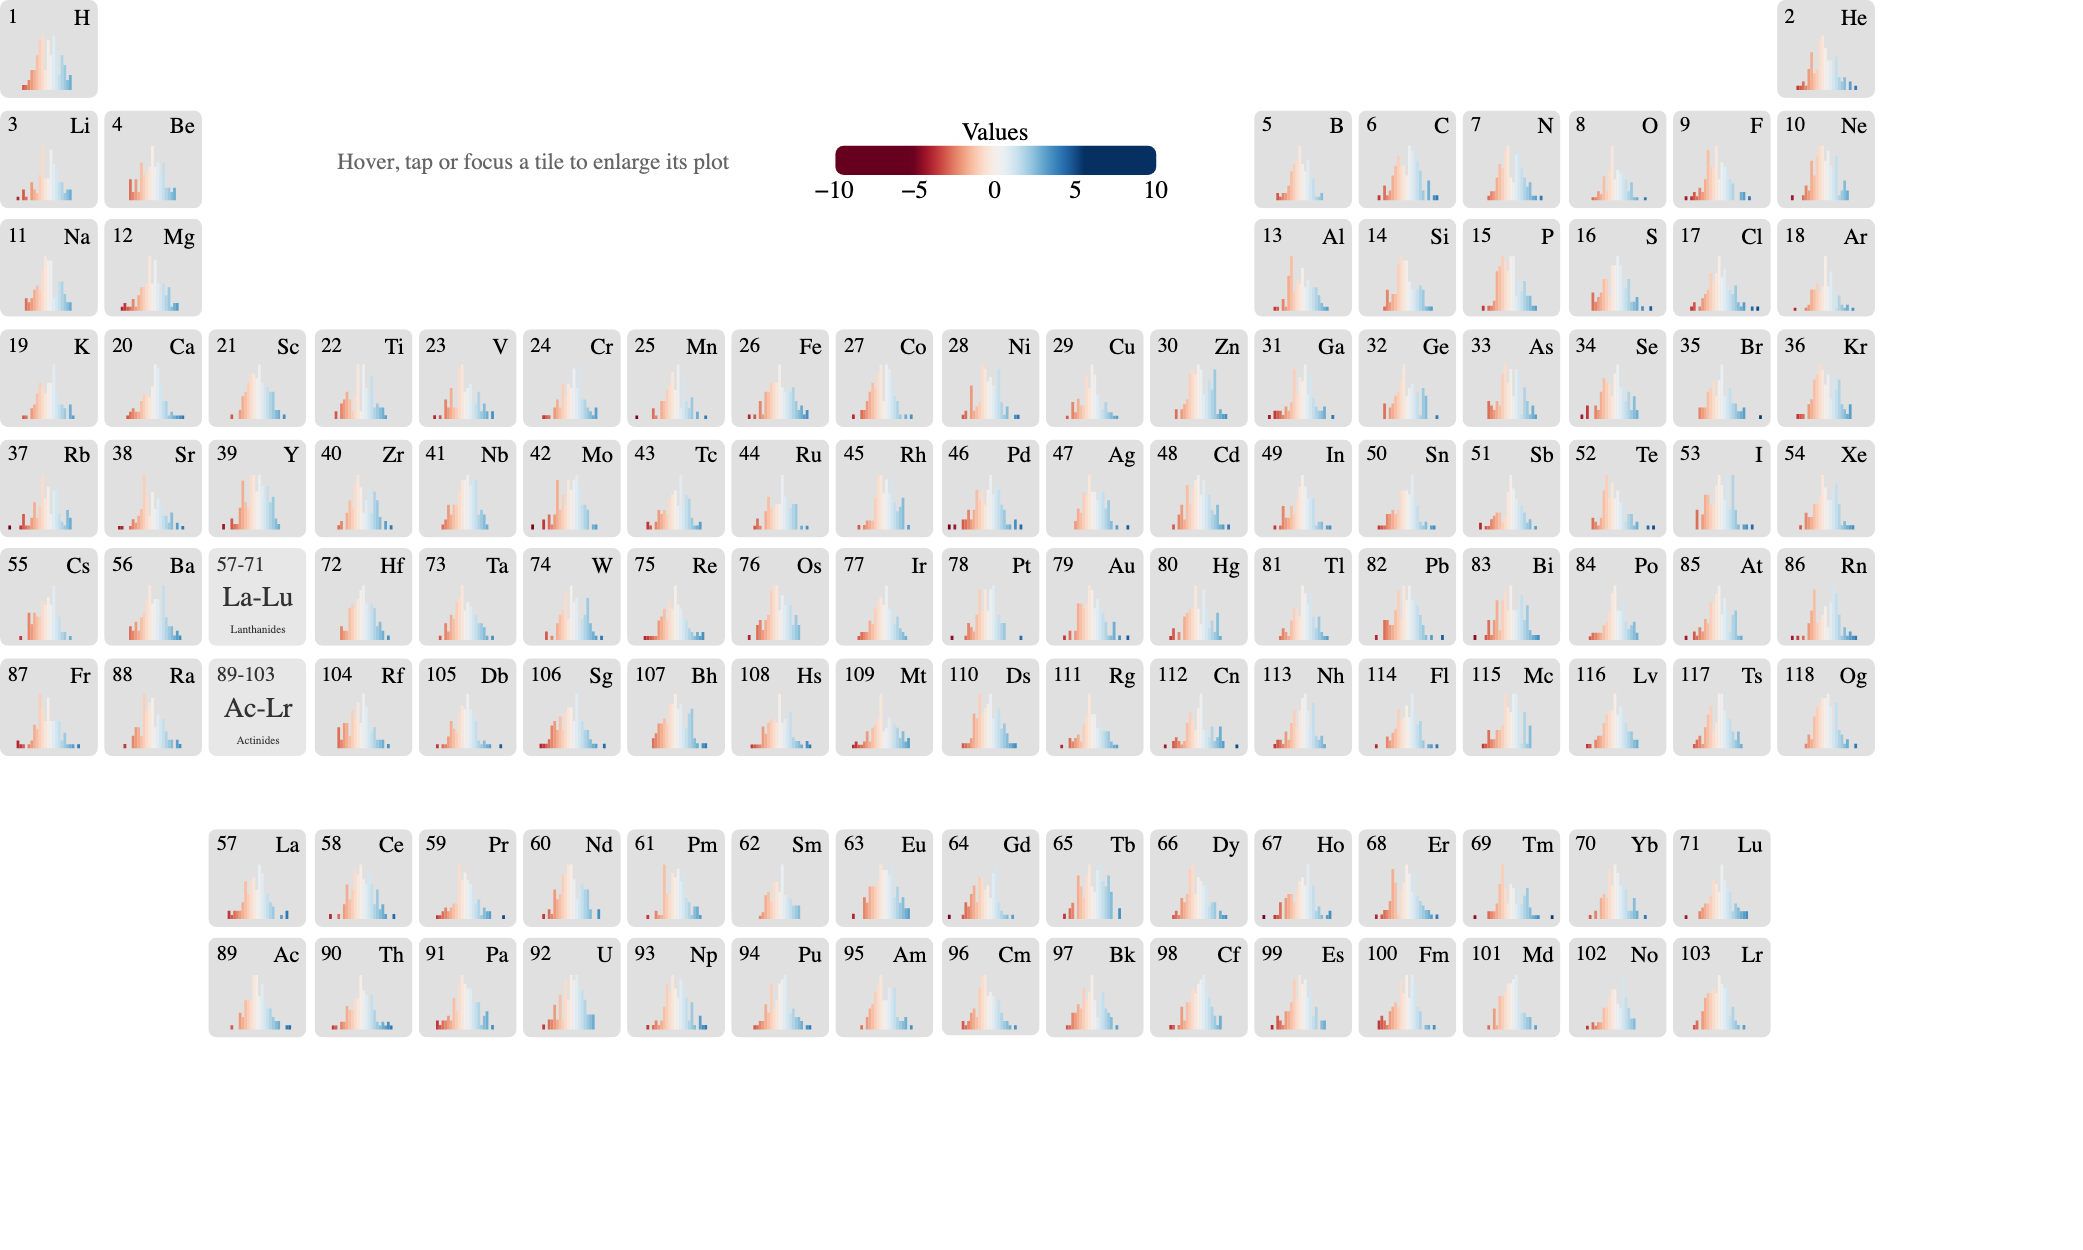 1 H 2 He
3 Li 4 Be 5 B 6 C 7 N 8 O 9 F 10 Ne
Values
Hover, tap or focus a tile to enlarge its plot
−10 −5 0 5 10
11 Na 12 Mg 13 Al 14 Si 15 P 16 S 17 Cl 18 Ar
19 K 20 Ca 21 Sc 22 Ti 23 V 24 Cr 25 Mn 26 Fe 27 Co 28 Ni 29 Cu 30 Zn 31 Ga 32 Ge 33 As 34 Se 35 Br 36 Kr
37 Rb 38 Sr 39 Y 40 Zr 41 Nb 42 Mo 43 Tc 44 Ru 45 Rh 46 Pd 47 Ag 48 Cd 49 In 50 Sn 51 Sb 52 Te 53 I 54 Xe
55 Cs 56 Ba 57-71 72 Hf 73 Ta 74 W 75 Re 76 Os 77 Ir 78 Pt 79 Au 80 Hg 81 Tl 82 Pb 83 Bi 84 Po 85 At 86 Rn
La-Lu
Lanthanides
87 Fr 88 Ra 89-103 104 Rf 105 Db 106 Sg 107 Bh 108 Hs 109 Mt 110 Ds 111 Rg 112 Cn 113 Nh 114 Fl 115 Mc 116 Lv 117 Ts 118 Og
Ac-Lr
Actinides
57 La 58 Ce 59 Pr 60 Nd 61 Pm 62 Sm 63 Eu 64 Gd 65 Tb 66 Dy 67 Ho 68 Er 69 Tm 70 Yb 71 Lu
89 Ac 90 Th 91 Pa 92 U 93 Np 94 Pu 95 Am 96 Cm 97 Bk 98 Cf 99 Es 100 Fm 101 Md 102 No 103 Lr